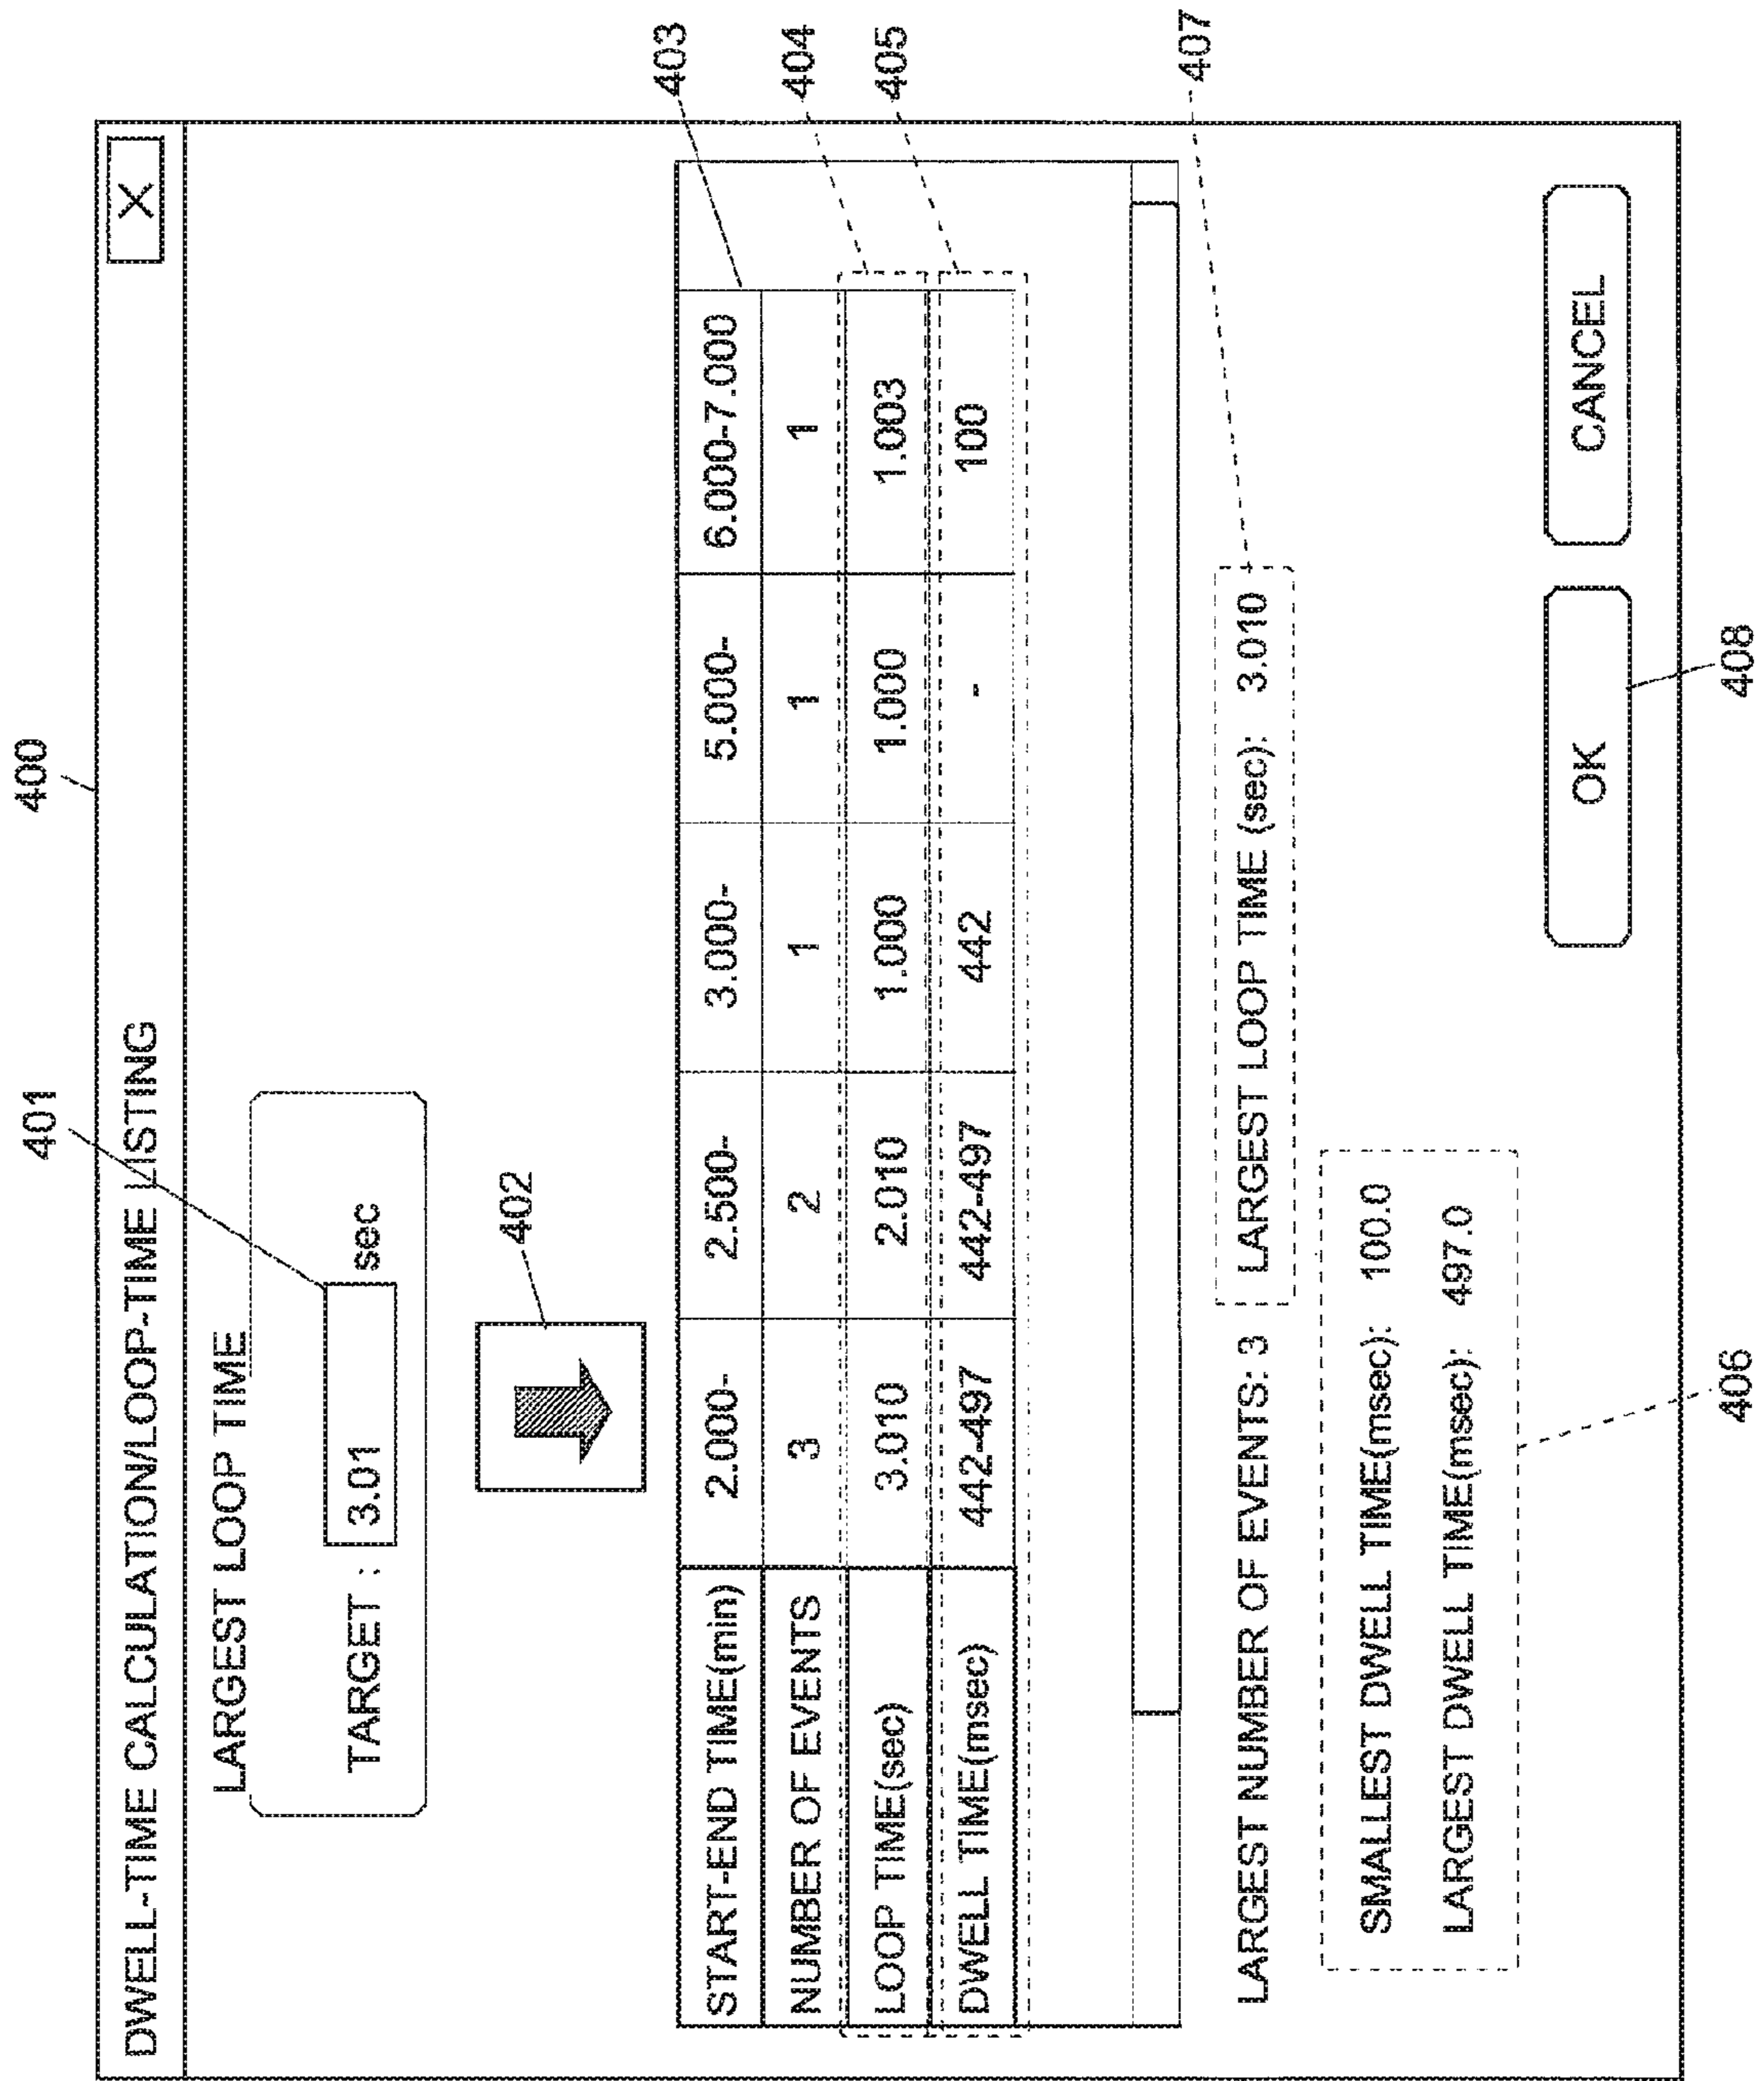 400
401
DWELL-TIME CALCULATION/LOOP-TIME LISTING X
LARGEST LOOP TIME
TARGET : 3.01 sec
402
403
START-END TIME(min) 2.000- 2.500- 3.000- 5.000- 6.000-7.000
NUMBER OF EVENTS 3 2 1 1 1
404
LOOP TIME(sec) 3.010 2.010 1.000 1.000 1.003
405
DWELL TIME(msec) 442-497 442-497 442 - 100
407
LARGEST NUMBER OF EVENTS: 3 LARGEST LOOP TIME (sec): 3.010
SMALLEST DWELL TIME(msec): 100.0
LARGEST DWELL TIME(msec): 497.0
OK CANCEL
406
408